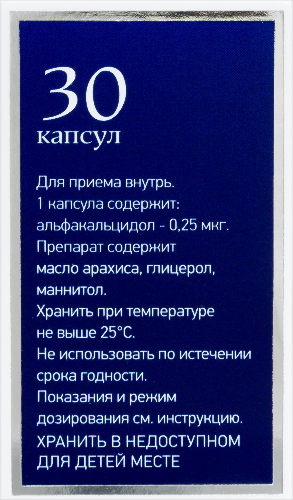 30
капсул
Для приема внутрь.
1 капсула содержит:
альфакальцидол - 0,25 мкг.
Препарат содержит
масло арахиса, глицерол,
маннитол.
Хранить при температуре
не выше 25°С.
Не использовать по истечении
срока годности.
Показания и режим
дозирования см. инструкцию.
ХРАНИТЬ В НЕДОСТУПНОМ
ДЛЯ ДЕТЕЙ МЕСТЕ